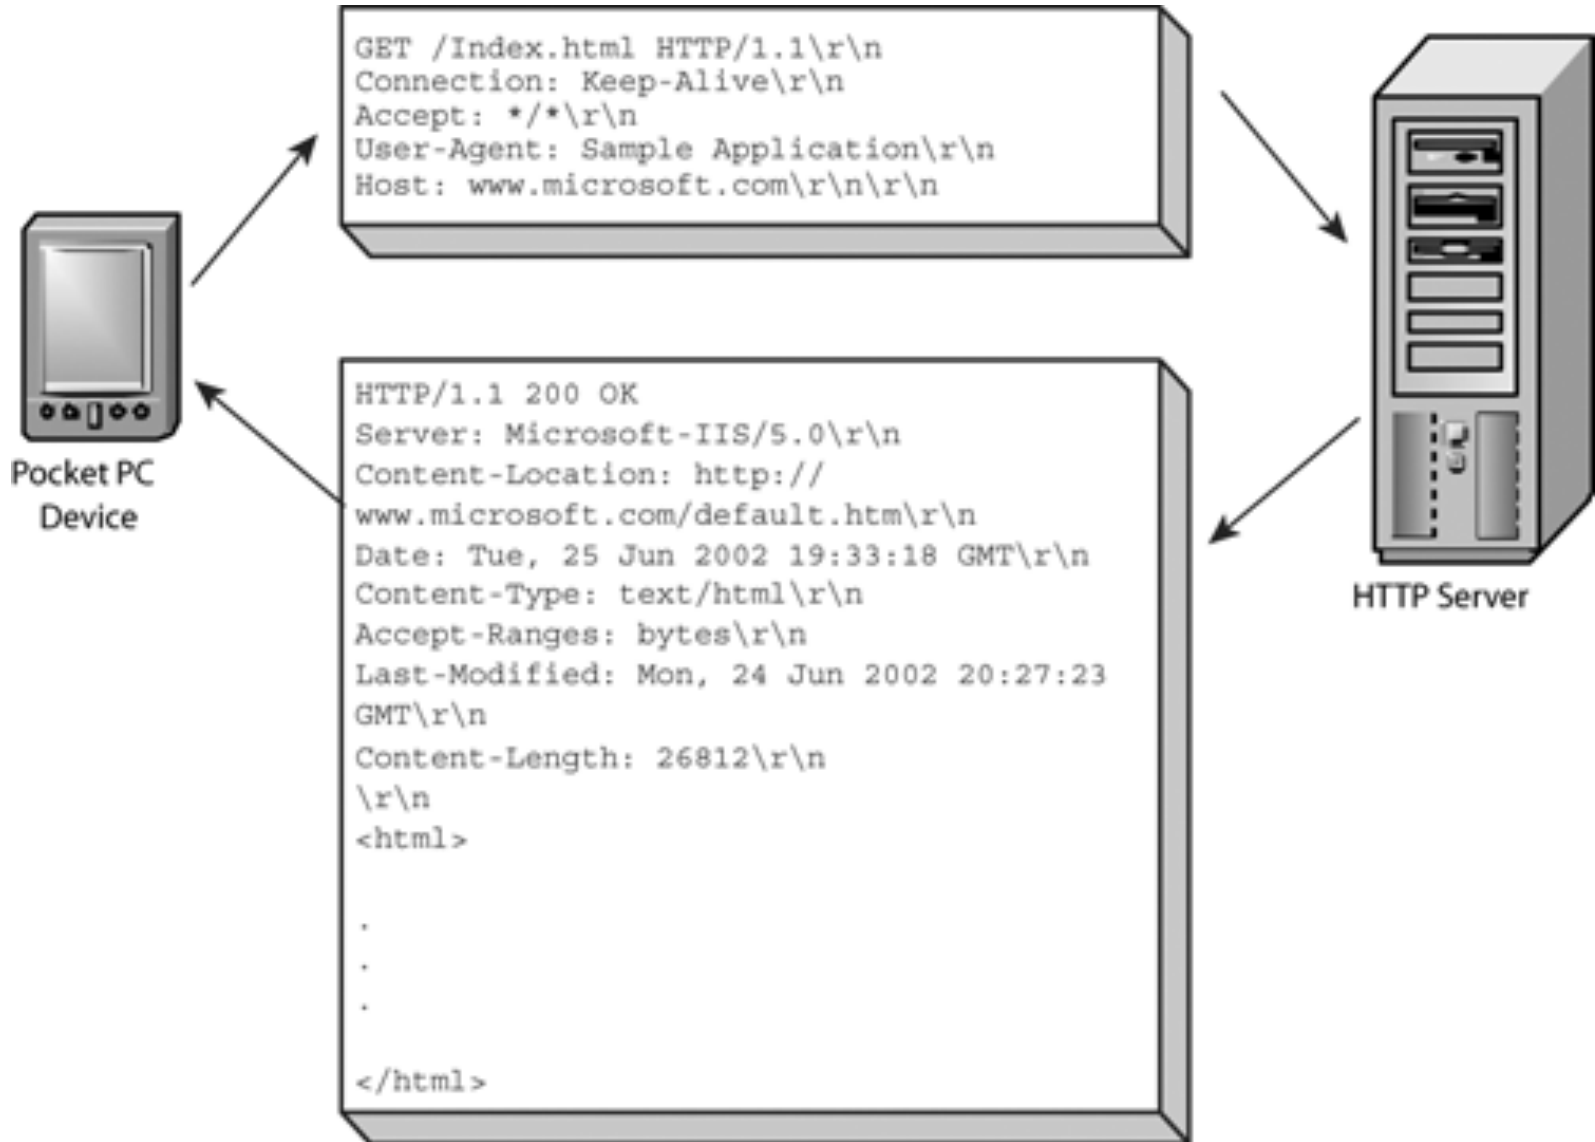 GET /Index.html HTTP/1.1\r\n
Connection: Keep-Alive\r\n
Accept: */*\r\n
User-Agent: Sample Application\r\n
Host: www.microsoft.com\r\n\r\n
Pocket PC
Device
HTTP/1.1 200 OK
Server: Microsoft-IIS/5.0\r\n
Content-Location: http://
www.microsoft.com/default.htm\r\n
Date: Tue, 25 Jun 2002 19:33:18 GMT\r\n
Content-Type: text/html\r\n
Accept-Ranges: bytes\r\n
Last-Modified: Mon, 24 Jun 2002 20:27:23
GMT\r\n
Content-Length: 26812\r\n
\r\n
<html>
.
.
.
</html>
HTTP Server